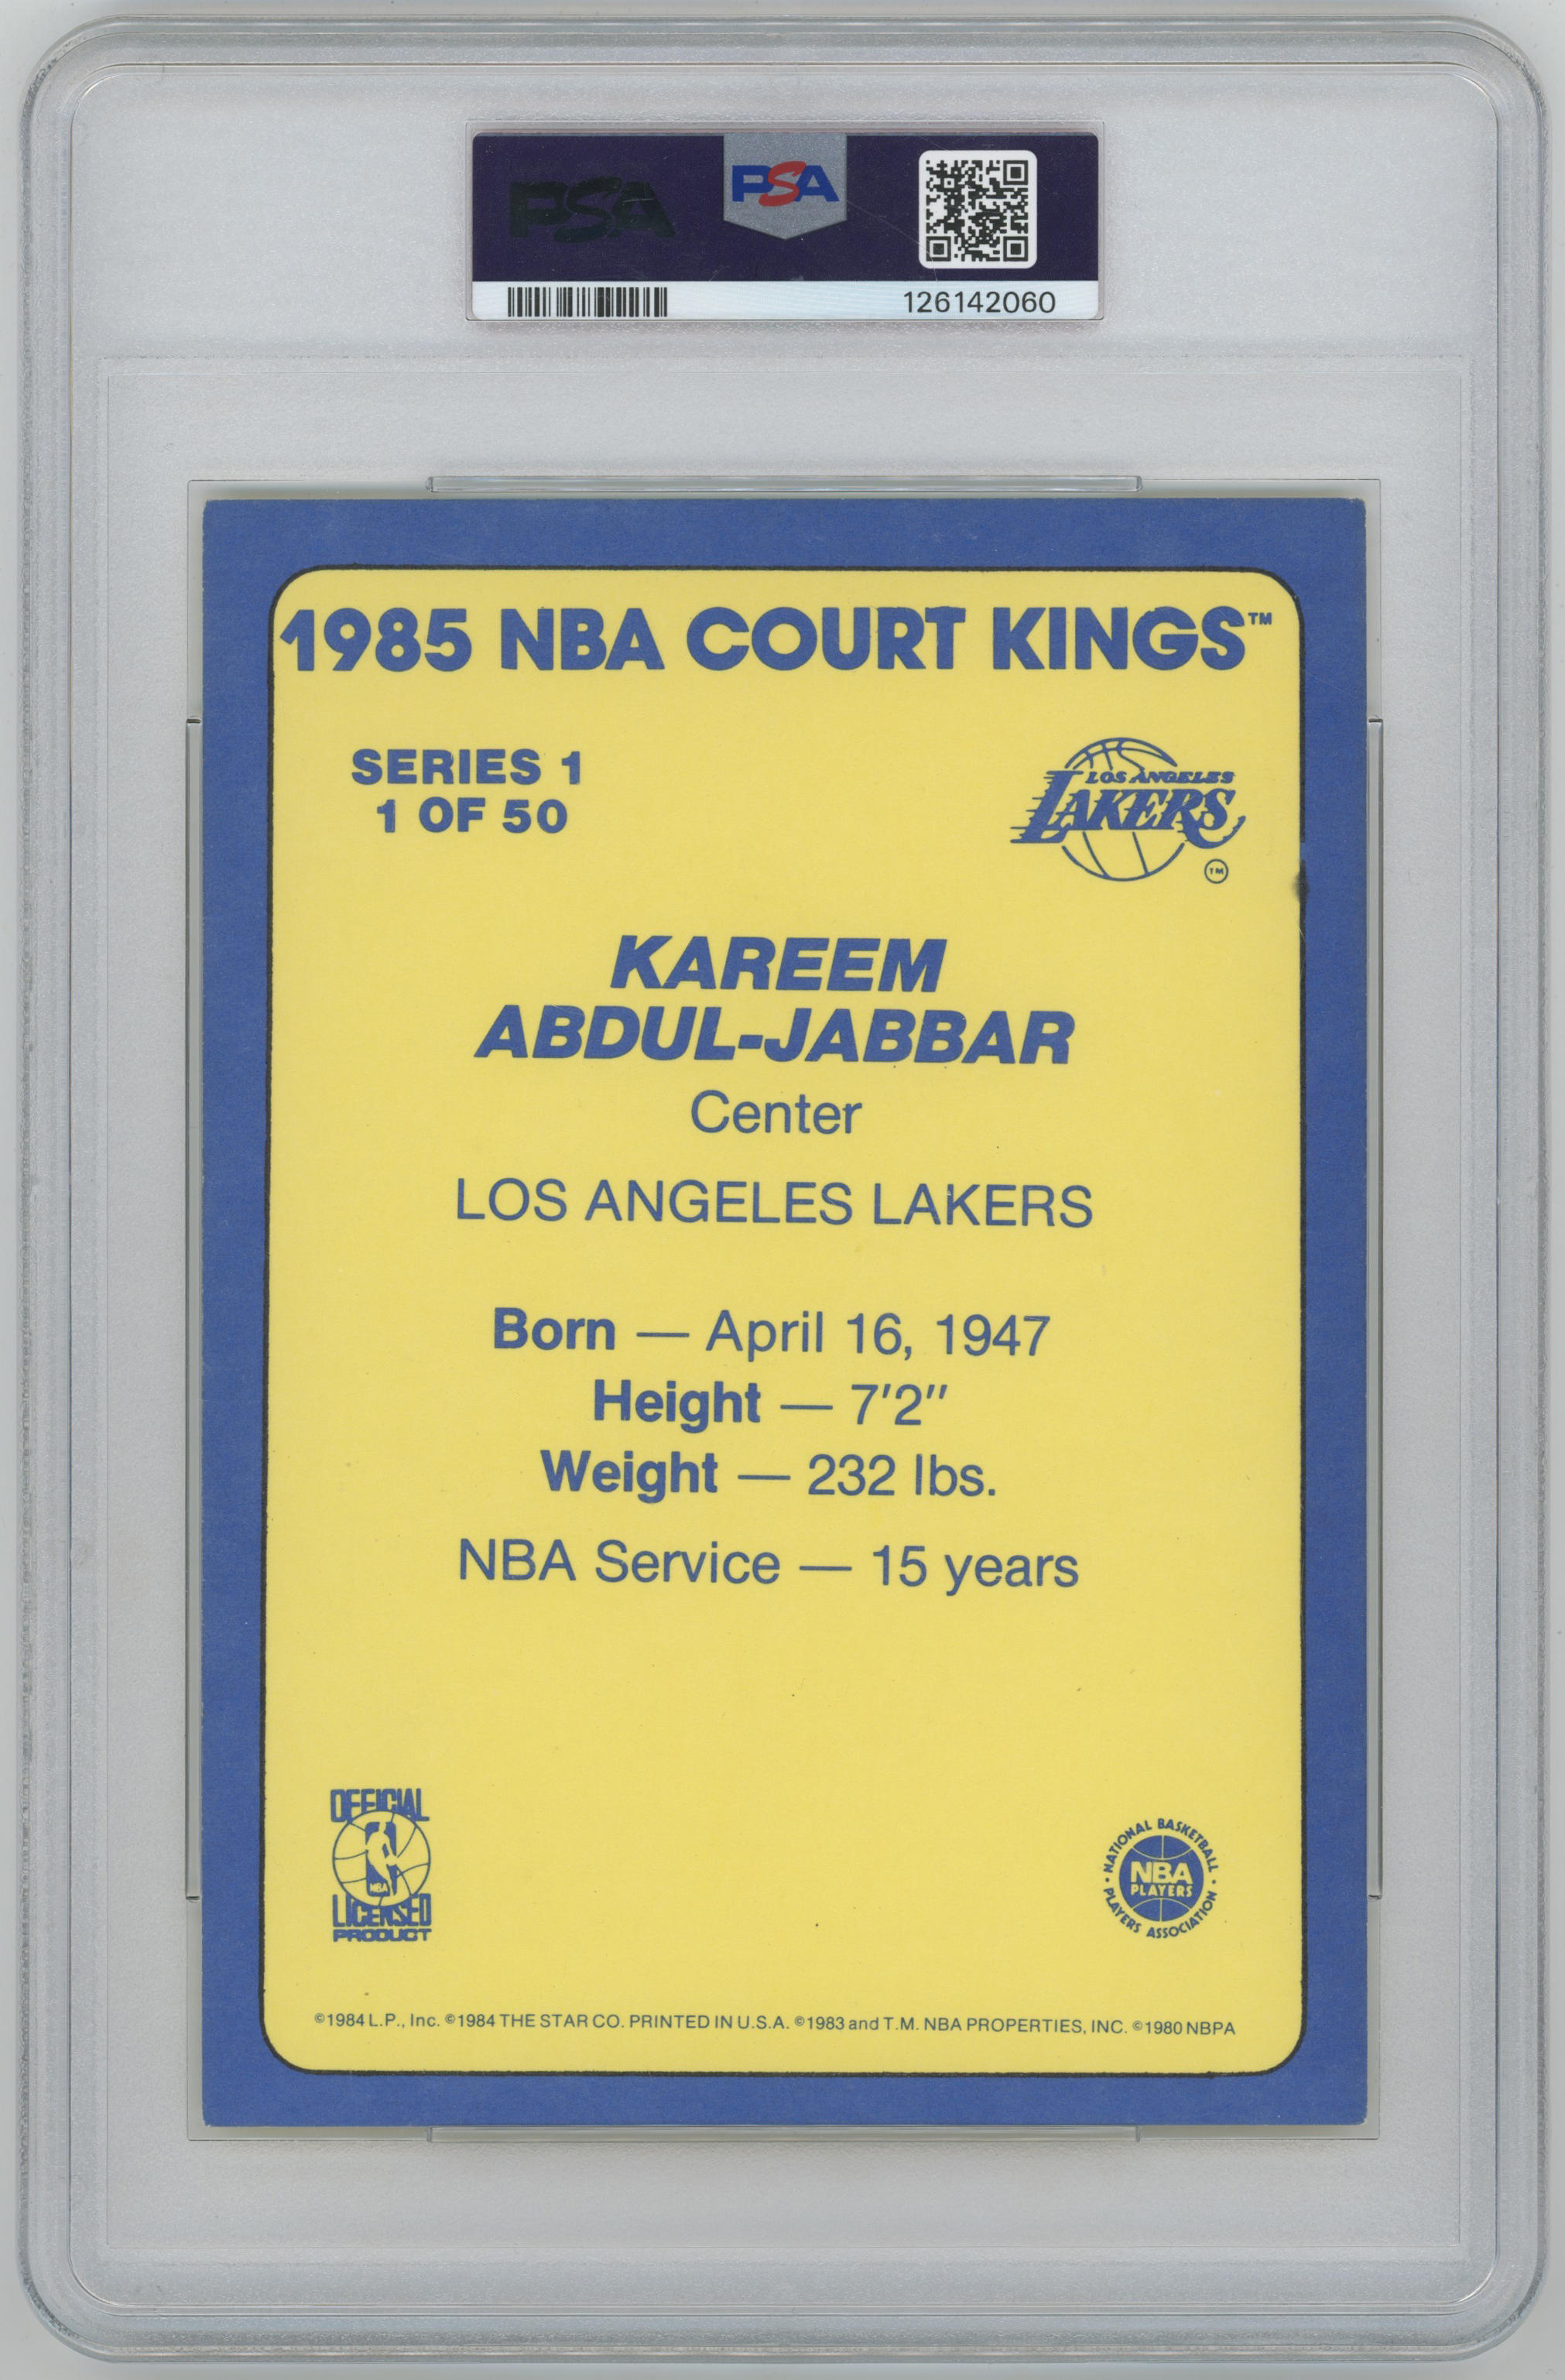 PSA
PSA
126142060
1985 NBA COURT KINGS™
SERIES 1
1 OF 50
LOS ANGELES
LAKERS
TM
KAREEM
ABDUL-JABBAR
Center
LOS ANGELES LAKERS
Born — April 16, 1947
Height — 7'2"
Weight — 232 lbs.
NBA Service — 15 years
OFFICIAL
NBA
LICENSED
PRODUCT
NATIONAL BASKETBALL
NBA
PLAYERS
PLAYERS ASSOCIATION
©1984 L.P., Inc. ©1984 THE STAR CO. PRINTED IN U.S.A. ©1983 and T.M. NBA PROPERTIES, INC. ©1980 NBPA